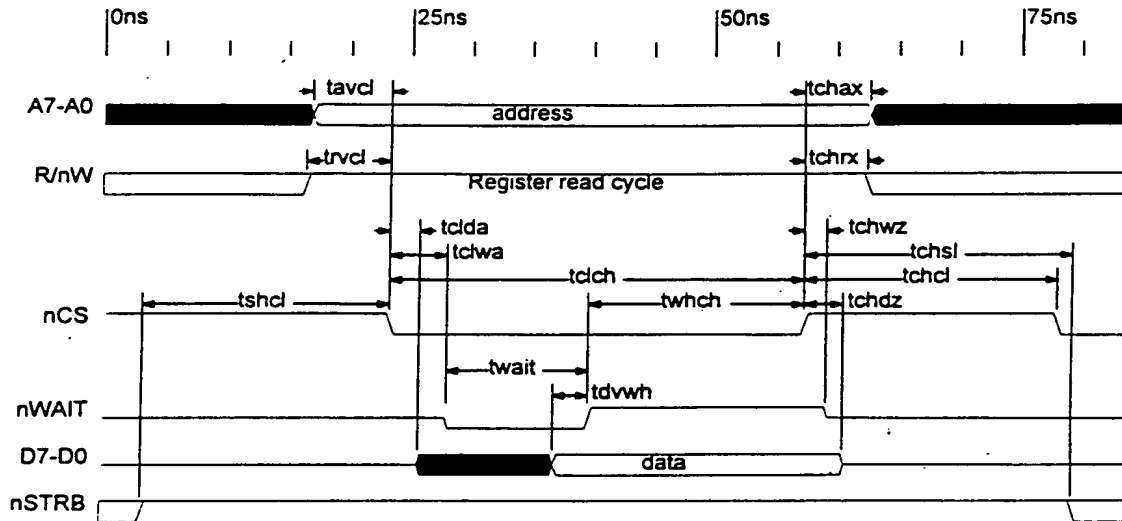 0ns 25ns 50ns 75ns
tavcl tchax
A7-A0 address
trvcl tchrx
R/nW Register read cycle
tclda tchwz
tclwa tchsl
tclch tchcl
tshcl twhch tchdz
nCS
twait
tdvwh
nWAIT
D7-D0 data
nSTRB